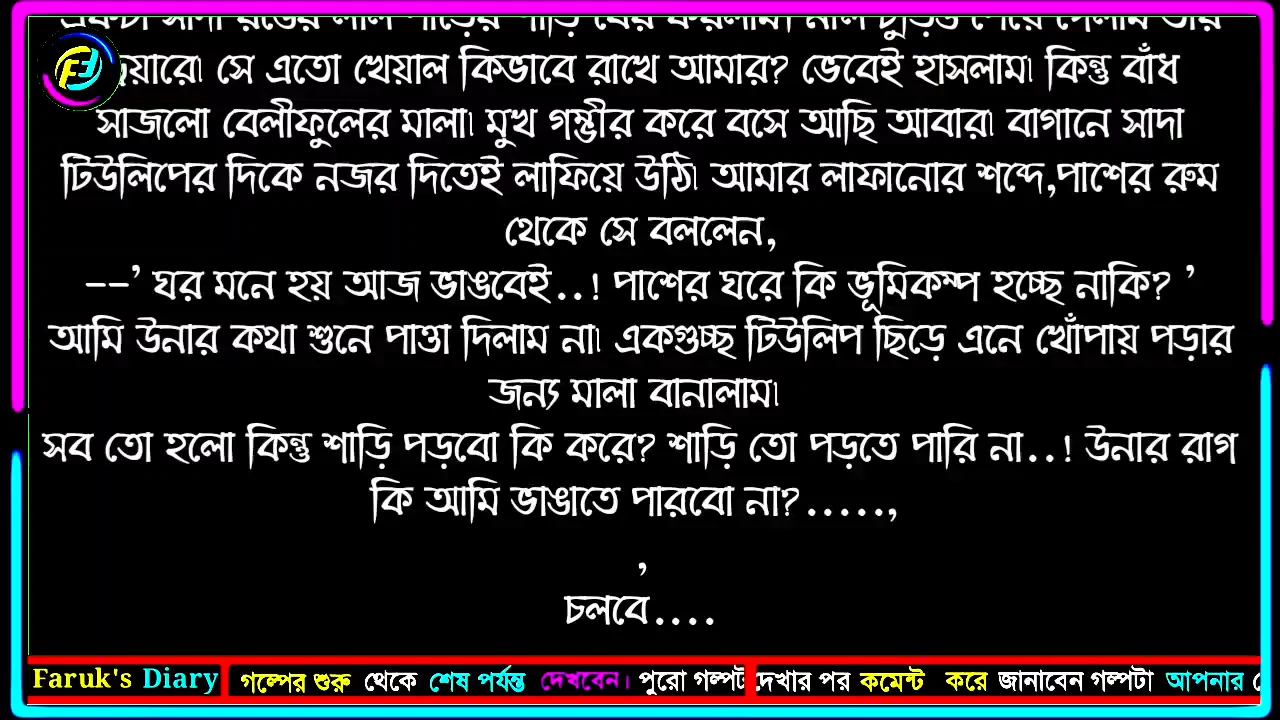 একটা সাদা রঙের লাল পাড়ের শাড়ি বের করলাম।
সে এতো খেয়াল কিভাবে রাখে আমার? ভেবেই হাসলাম৷ কিন্তু বাঁধ
সাজলো বেলীফুলের মালা৷ মুখ গম্ভীর করে বসে আছি আবার৷ বাগানে সাদা
টিউলিপের দিকে নজর দিতেই লাফিয়ে উঠি৷ আমার লাফানোর শব্দে,পাশের রুম
থেকে সে বললেন,
--’ ঘর মনে হয় আজ ভাঙবেই..! পাশের ঘরে কি ভূমিকম্প হচ্ছে নাকি? ’
আমি উনার কথা শুনে পাত্তা দিলাম না৷ একগুচ্ছ টিউলিপ ছিড়ে এনে খোঁপায় পড়ার
জন্য মালা বানালাম৷
সব তো হলো কিন্তু শাড়ি পড়বো কি করে? শাড়ি তো পড়তে পারি না..! উনার রাগ
কি আমি ভাঙাতে পারবো না?.....,
,
চলবে....
Faruk's Diary গল্পের শুরু থেকে শেষ পর্যন্ত দেখবেন। পুরো গল্পট দেখার পর কমেন্ট করে জানাবেন গল্পটা আপনার